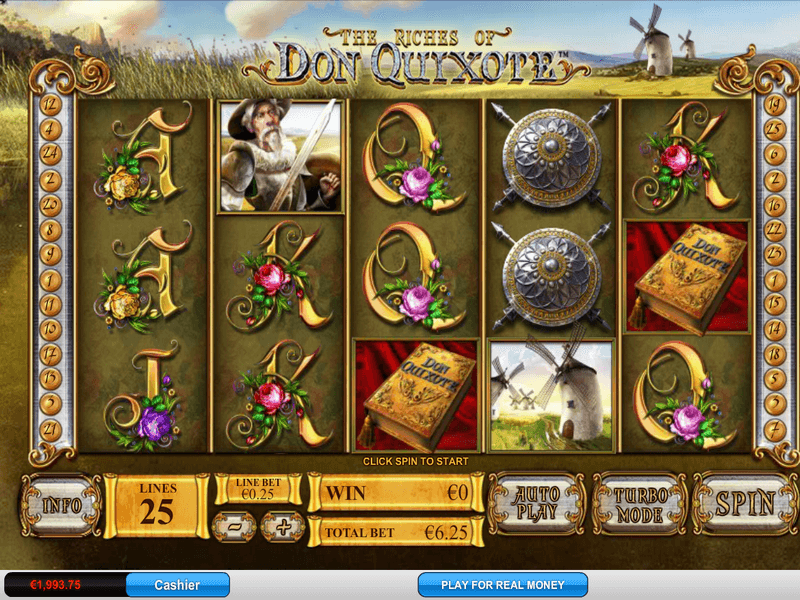 THE RICHES OF
DON QUIXOTE™
12
4
24
2
20
8
9
1
11
10
17
15
3
21
A
Q
K
19
25
6
2
16
22
23
1
15
14
18
5
3
7
A
K
Q
DON
QUIXOTE
J
K
DON
QUIXOTE
Q
CLICK SPIN TO START
INFO
LINES
25
LINE BET
€0.25
-
+
WIN €0
TOTAL BET €6.25
AUTO
PLAY
TURBO
MODE
SPIN
€1,993.75
Cashier
PLAY FOR REAL MONEY